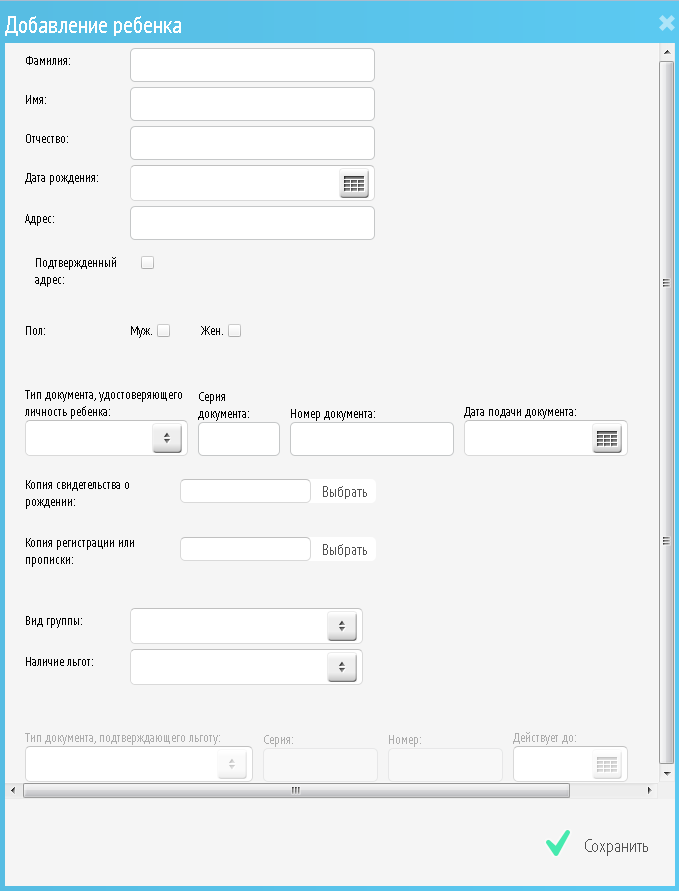 Добавление ребенка
Фамилия:
Имя:
Отчество:
Дата рождения:
Адрес:
Подтвержденный
адрес:
Пол: Муж. Жен.
Тип документа, удостоверяющего
личность ребенка:
Серия
документа:
Номер документа:
Дата подачи документа:
Копия свидетельства о
рождении:
Выбрать
Копия регистрации или
прописки:
Выбрать
Вид группы:
Наличие льгот:
Тип документа, подтверждающего льготу: Серия: Номер: Действует до:
Сохранить